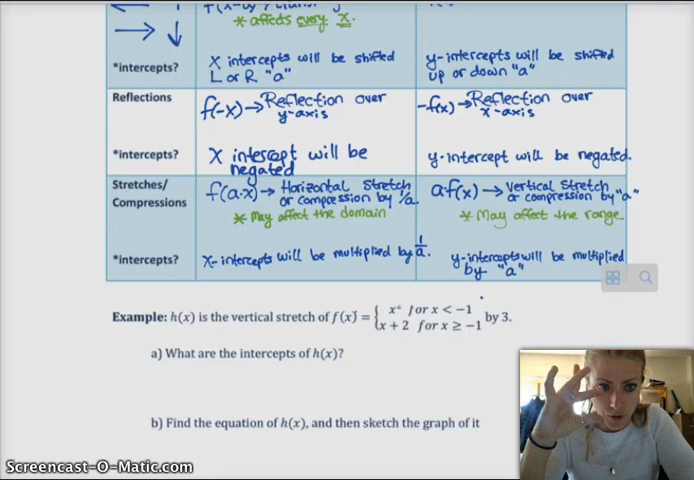 * affects every x.
*intercepts?
x intercepts will be shifted
L or R "a"
y-intercepts will be shifted
up or down "a"
Reflections
f(-x) → Reflection over
y-axis
-f(x) → Reflection over
x-axis
*intercepts?
x intercept will be
negated
y-intercept will be negated.
Stretches/
Compressions
f(a·x) → Horizontal Stretch
or compression by 1/a.
* May affect the domain
a·f(x) → Vertical Stretch
or compression by "a"
* May affect the range.
*intercepts?
x-intercepts will be multiplied by 1/a.
y-intercepts will be multiplied
by "a"
Example: h(x) is the vertical stretch of f(x) = { x² for x < −1
x + 2 for x ≥ −1 by 3.
a) What are the intercepts of h(x)?
b) Find the equation of h(x), and then sketch the graph of it
Screencast-O-Matic.com